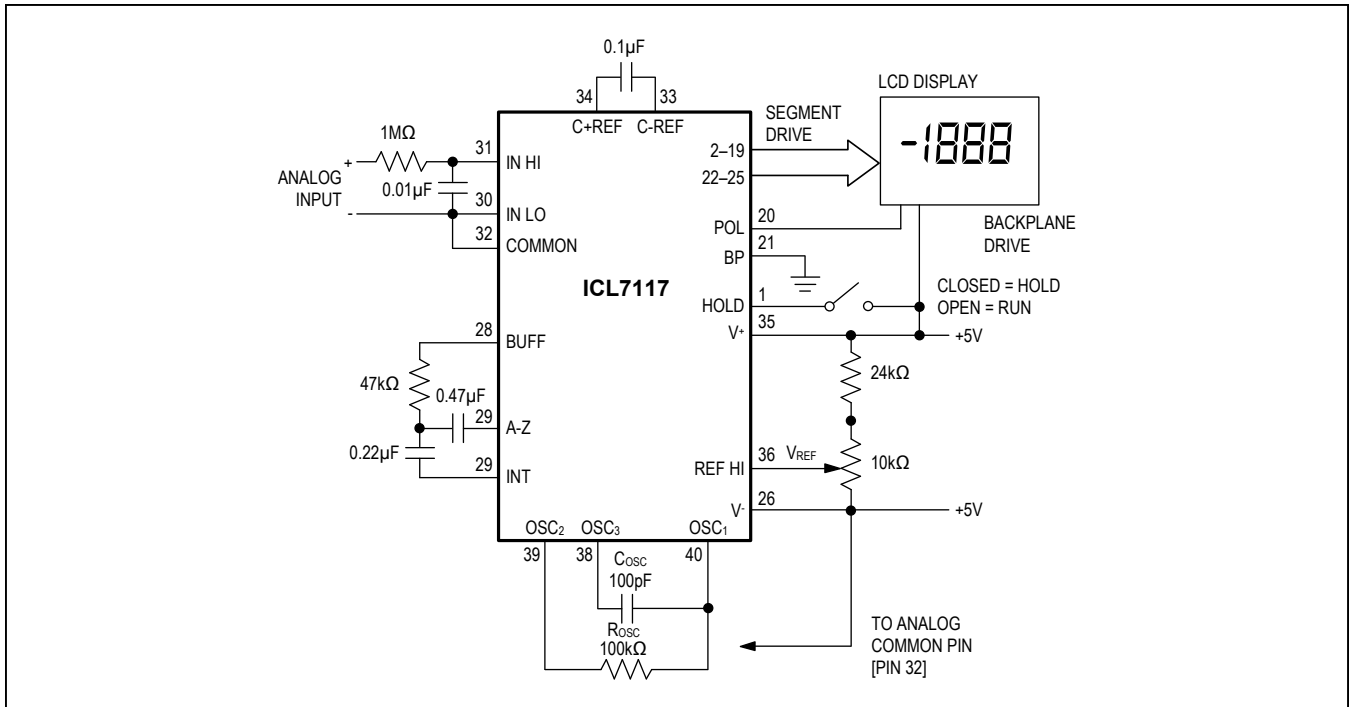 0.1µF
34
33
C+REF
C-REF
LCD DISPLAY
-1888
SEGMENT
DRIVE
2–19
22–25
1MΩ
+
31
IN HI
ANALOG
INPUT
0.01µF
30
-
IN LO
32
COMMON
POL
20
BACKPLANE
DRIVE
BP
21
ICL7117
HOLD
1
CLOSED = HOLD
OPEN = RUN
V+
35
+5V
28
BUFF
47kΩ
0.47µF
29
A-Z
0.22µF
29
INT
24kΩ
REF HI
36
VREF
10kΩ
V-
26
+5V
OSC2
OSC3
OSC1
39
38
40
COSC
100pF
ROSC
100kΩ
TO ANALOG
COMMON PIN
[PIN 32]